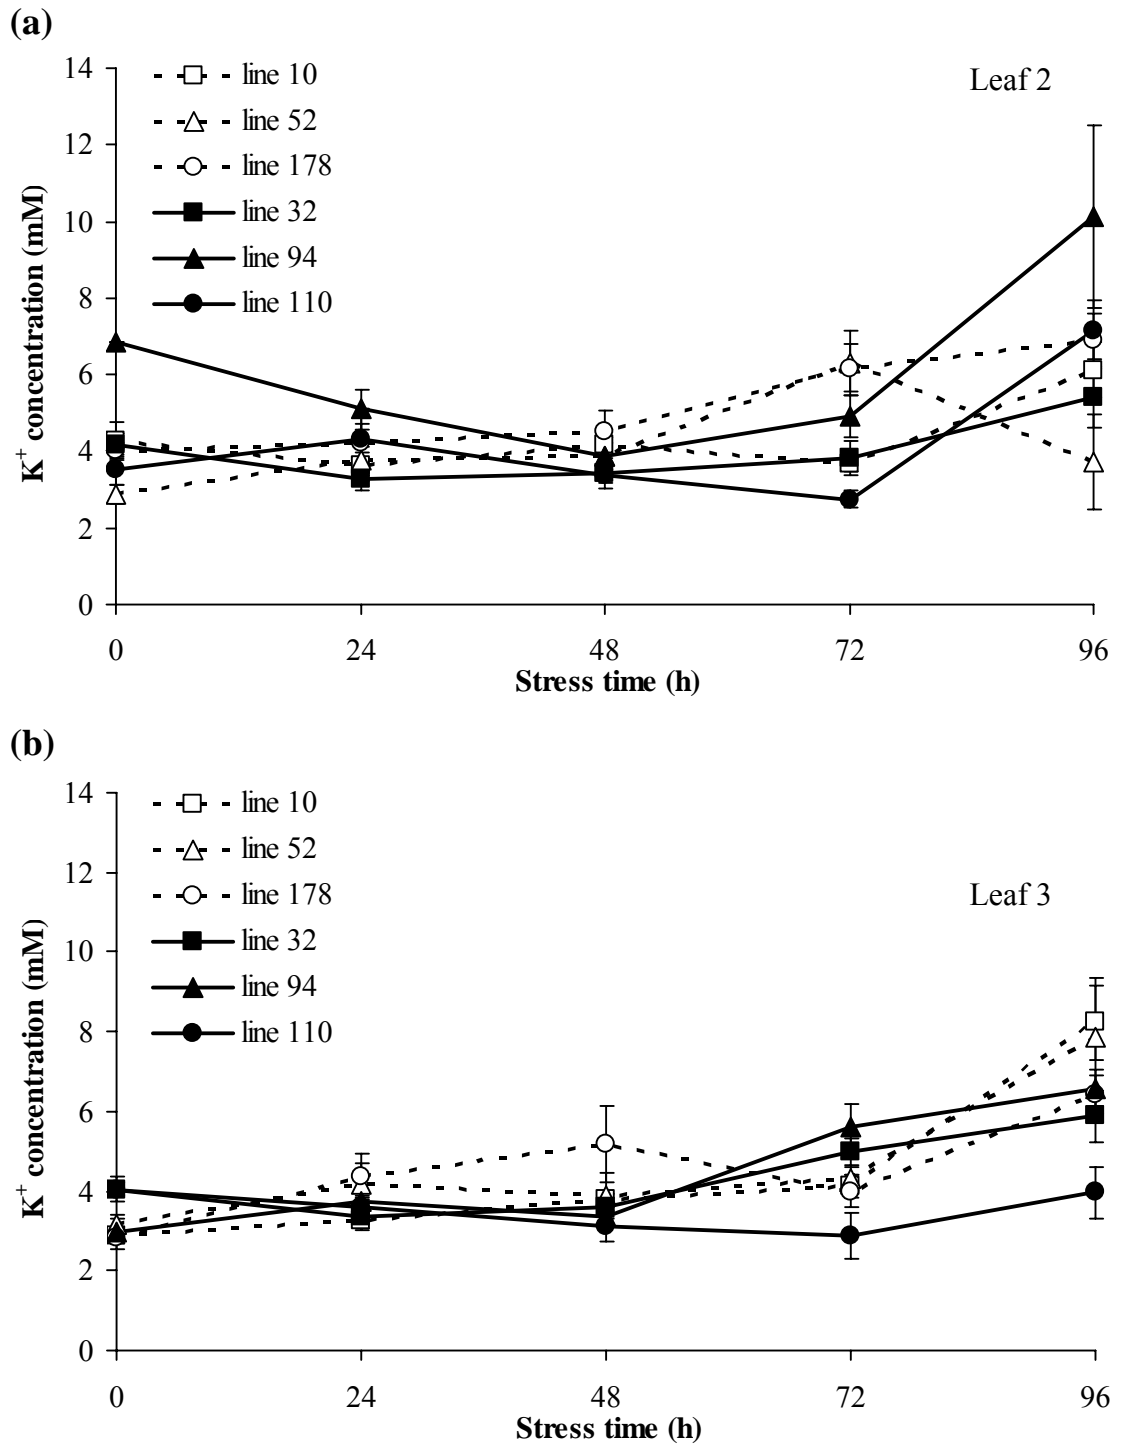 (a)
14
12
10
8
6
4
2
0
K+ concentration (mM)
line 10
line 52
line 178
line 32
line 94
line 110
Leaf 2
0 24 48 72 96
Stress time (h)
(b)
14
12
10
8
6
4
2
0
K+ concentration (mM)
line 10
line 52
line 178
line 32
line 94
line 110
Leaf 3
0 24 48 72 96
Stress time (h)